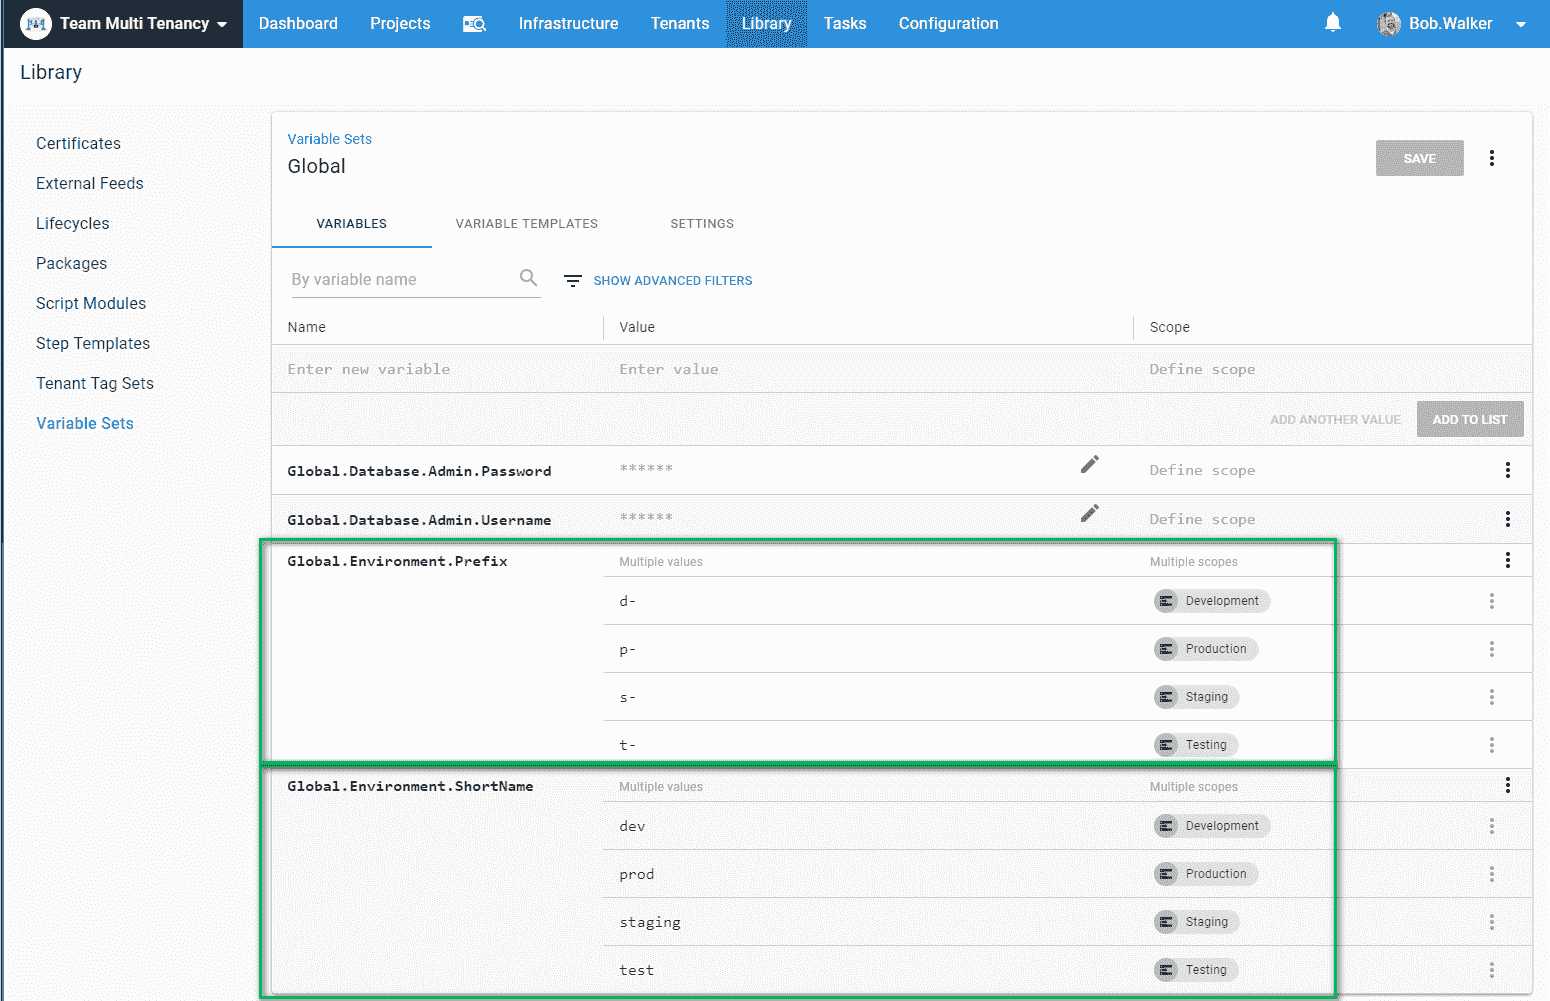 Team Multi Tenancy Dashboard Projects Infrastructure Tenants Library Tasks Configuration Bob.Walker
Library
Certificates
External Feeds
Lifecycles
Packages
Script Modules
Step Templates
Tenant Tag Sets
Variable Sets
Variable Sets
Global
SAVE
VARIABLES VARIABLE TEMPLATES SETTINGS
By variable name SHOW ADVANCED FILTERS
Name Value Scope
Enter new variable Enter value Define scope
ADD ANOTHER VALUE ADD TO LIST
Global.Database.Admin.Password ****** Define scope
Global.Database.Admin.Username ****** Define scope
Global.Environment.Prefix Multiple values Multiple scopes
d- Development
p- Production
s- Staging
t- Testing
Global.Environment.ShortName Multiple values Multiple scopes
dev Development
prod Production
staging Staging
test Testing